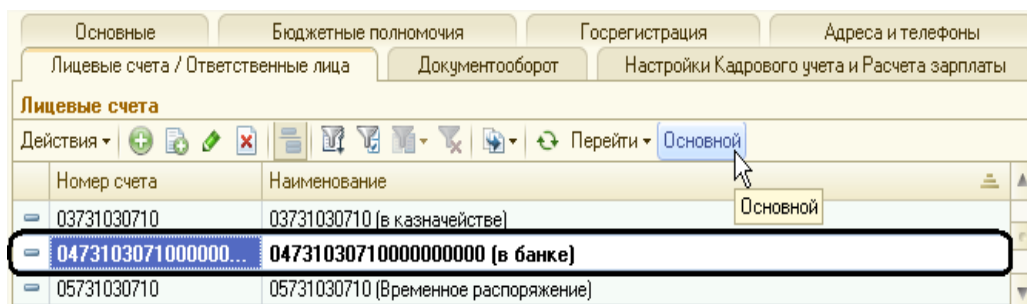 Основные Бюджетные полномочия Госрегистрация Адреса и телефоны
Лицевые счета / Ответственные лица Документооборот Настройки Кадрового учета и Расчета зарплаты
Лицевые счета
Действия Перейти Основной
Номер счета Наименование
Основной
03731030710 03731030710 (в казначействе)
0473103071000000... 04731030710000000000 (в банке)
05731030710 05731030710 (Временное распоряжение)